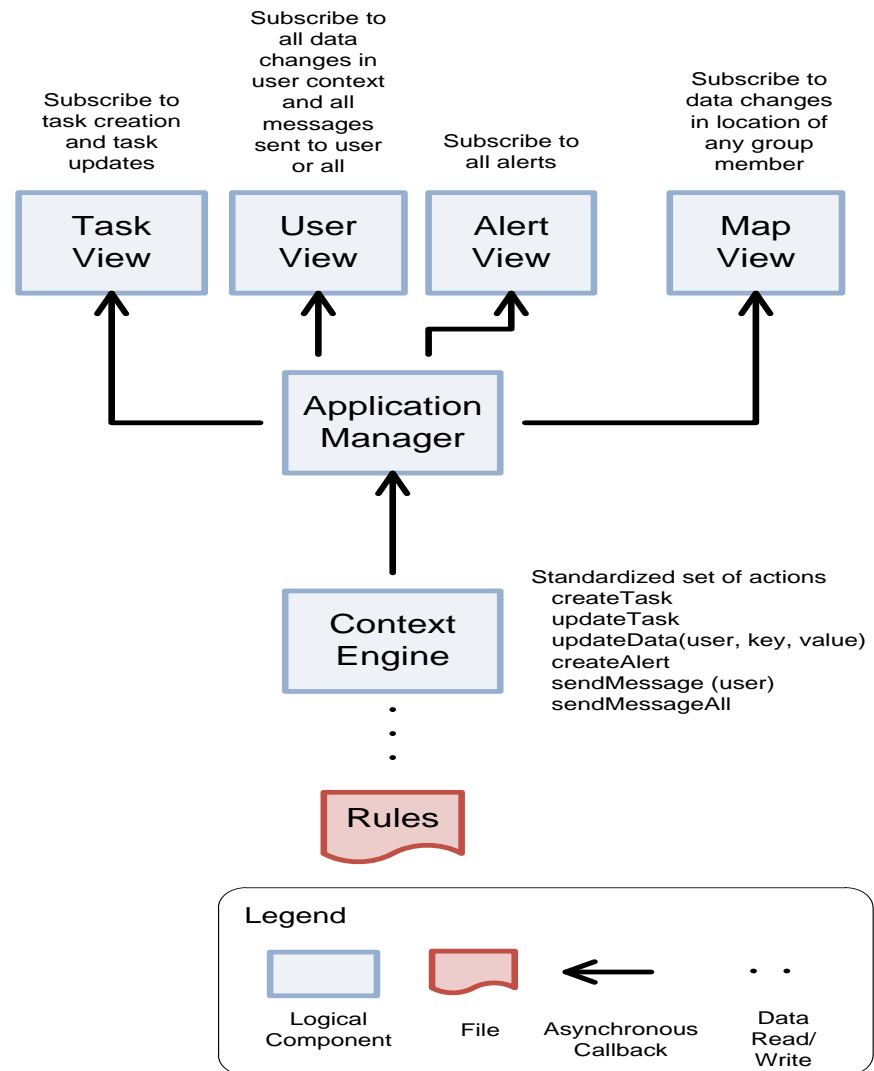 Subscribe to
all data
changes in
user context
and all
messages
sent to user
or all
Subscribe to
task creation
and task
updates
Subscribe to
all alerts
Subscribe to
data changes
in location of
any group
member
Task
View
User
View
Alert
View
Map
View
Application
Manager
Context
Engine
Standardized set of actions
createTask
updateTask
updateData(user, key, value)
createAlert
sendMessage (user)
sendMessageAll
Rules
Legend
Logical
Component
File
Asynchronous
Callback
Data
Read/
Write